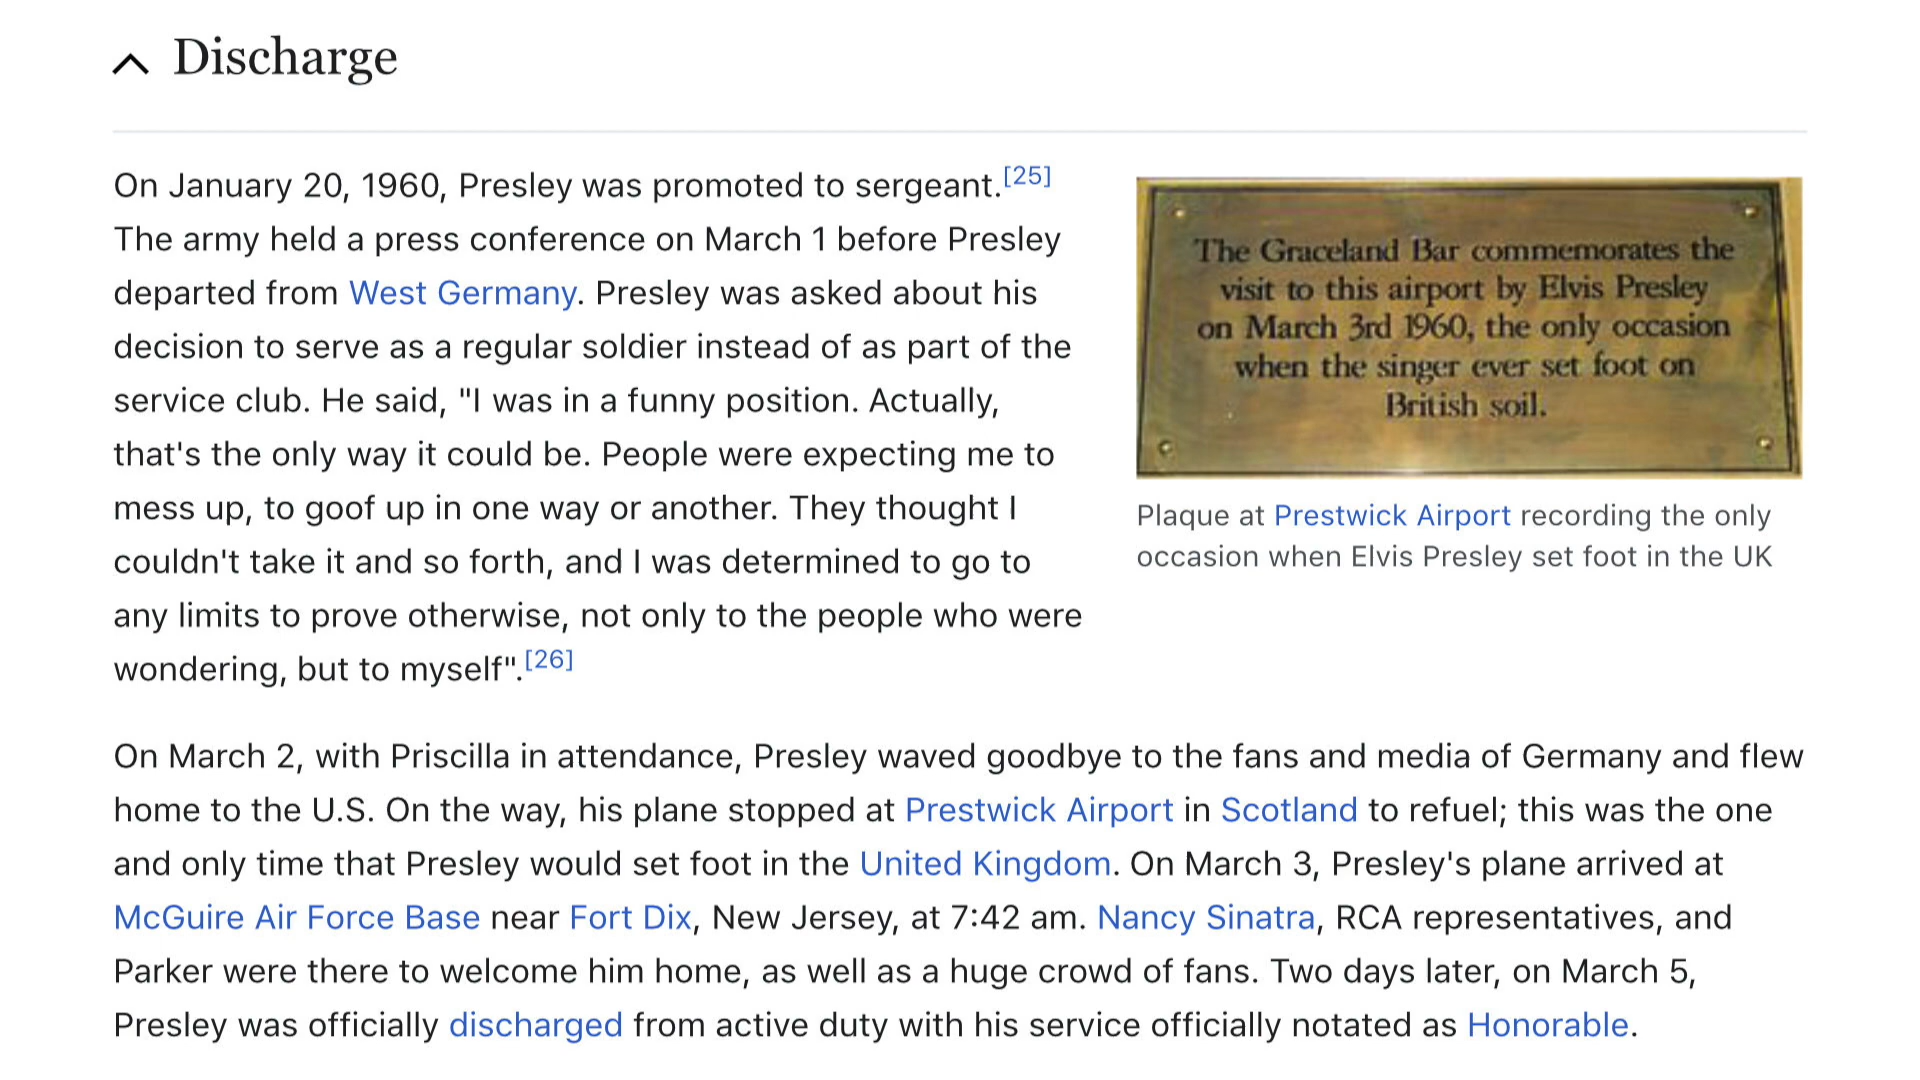 Discharge
On January 20, 1960, Presley was promoted to sergeant.[25]
The army held a press conference on March 1 before Presley
departed from West Germany. Presley was asked about his
decision to serve as a regular soldier instead of as part of the
service club. He said, "I was in a funny position. Actually,
that's the only way it could be. People were expecting me to
mess up, to goof up in one way or another. They thought I
couldn't take it and so forth, and I was determined to go to
any limits to prove otherwise, not only to the people who were
wondering, but to myself".[26]
The Graceland Bar commemorates the
visit to this airport by Elvis Presley
on March 3rd 1960, the only occasion
when the singer ever set foot on
British soil.
Plaque at Prestwick Airport recording the only
occasion when Elvis Presley set foot in the UK
On March 2, with Priscilla in attendance, Presley waved goodbye to the fans and media of Germany and flew
home to the U.S. On the way, his plane stopped at Prestwick Airport in Scotland to refuel; this was the one
and only time that Presley would set foot in the United Kingdom. On March 3, Presley's plane arrived at
McGuire Air Force Base near Fort Dix, New Jersey, at 7:42 am. Nancy Sinatra, RCA representatives, and
Parker were there to welcome him home, as well as a huge crowd of fans. Two days later, on March 5,
Presley was officially discharged from active duty with his service officially notated as Honorable.